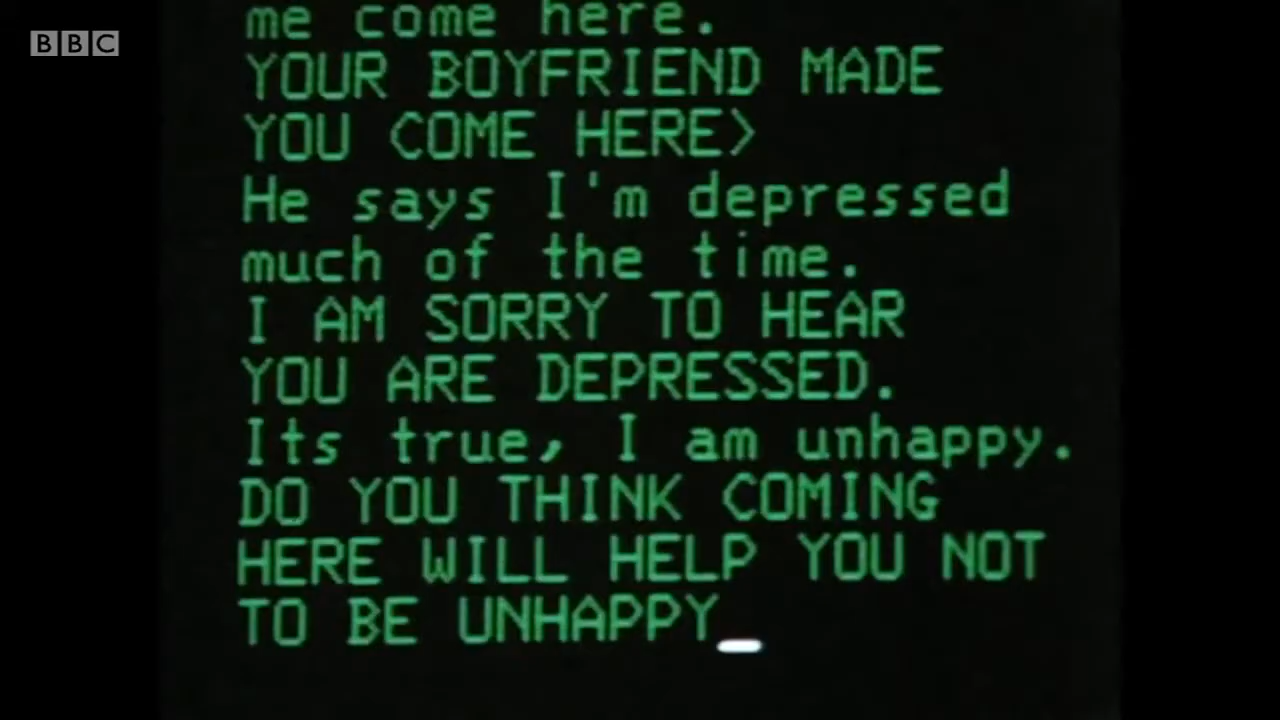 BBC
me come here.
YOUR BOYFRIEND MADE
YOU COME HERE>
He says I'm depressed
much of the time.
I AM SORRY TO HEAR
YOU ARE DEPRESSED.
Its true, I am unhappy.
DO YOU THINK COMING
HERE WILL HELP YOU NOT
TO BE UNHAPPY